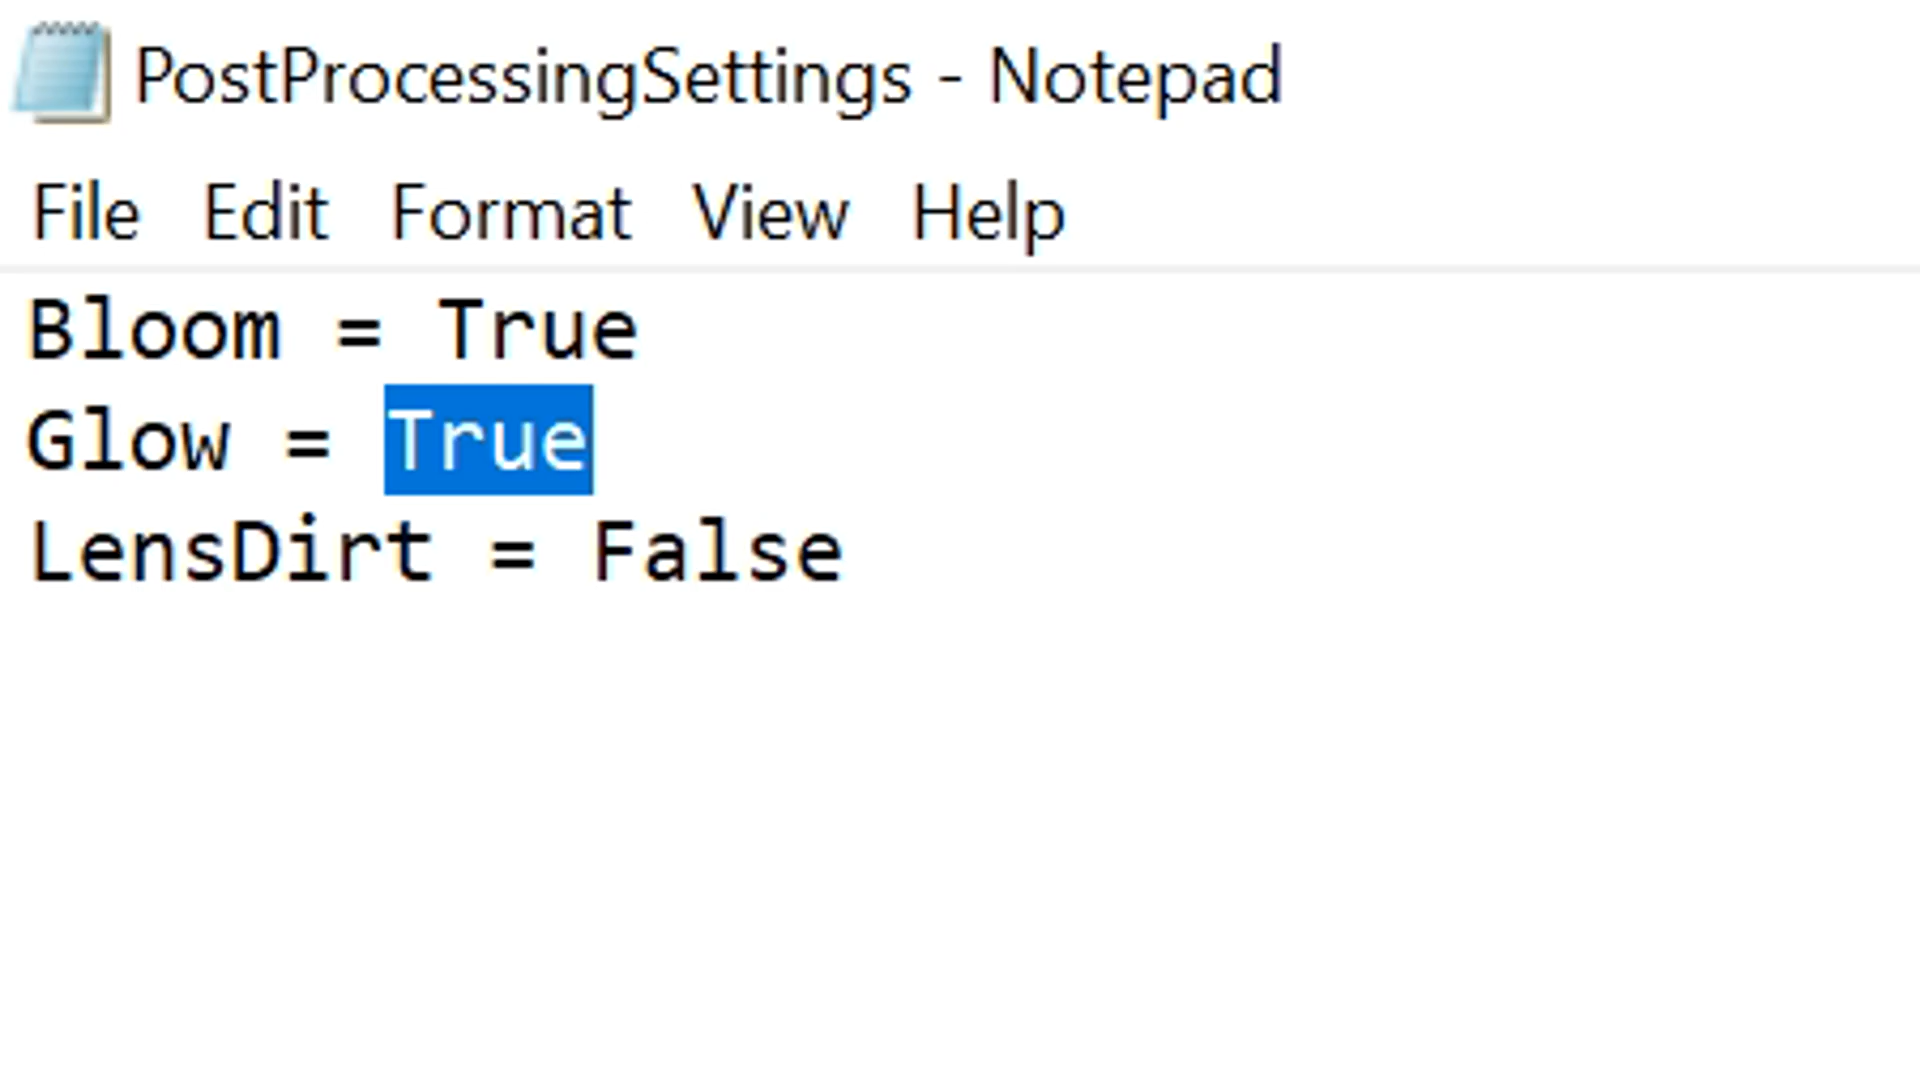 PostProcessingSettings - Notepad
File Edit Format View Help
Bloom = True
Glow = True
LensDirt = False